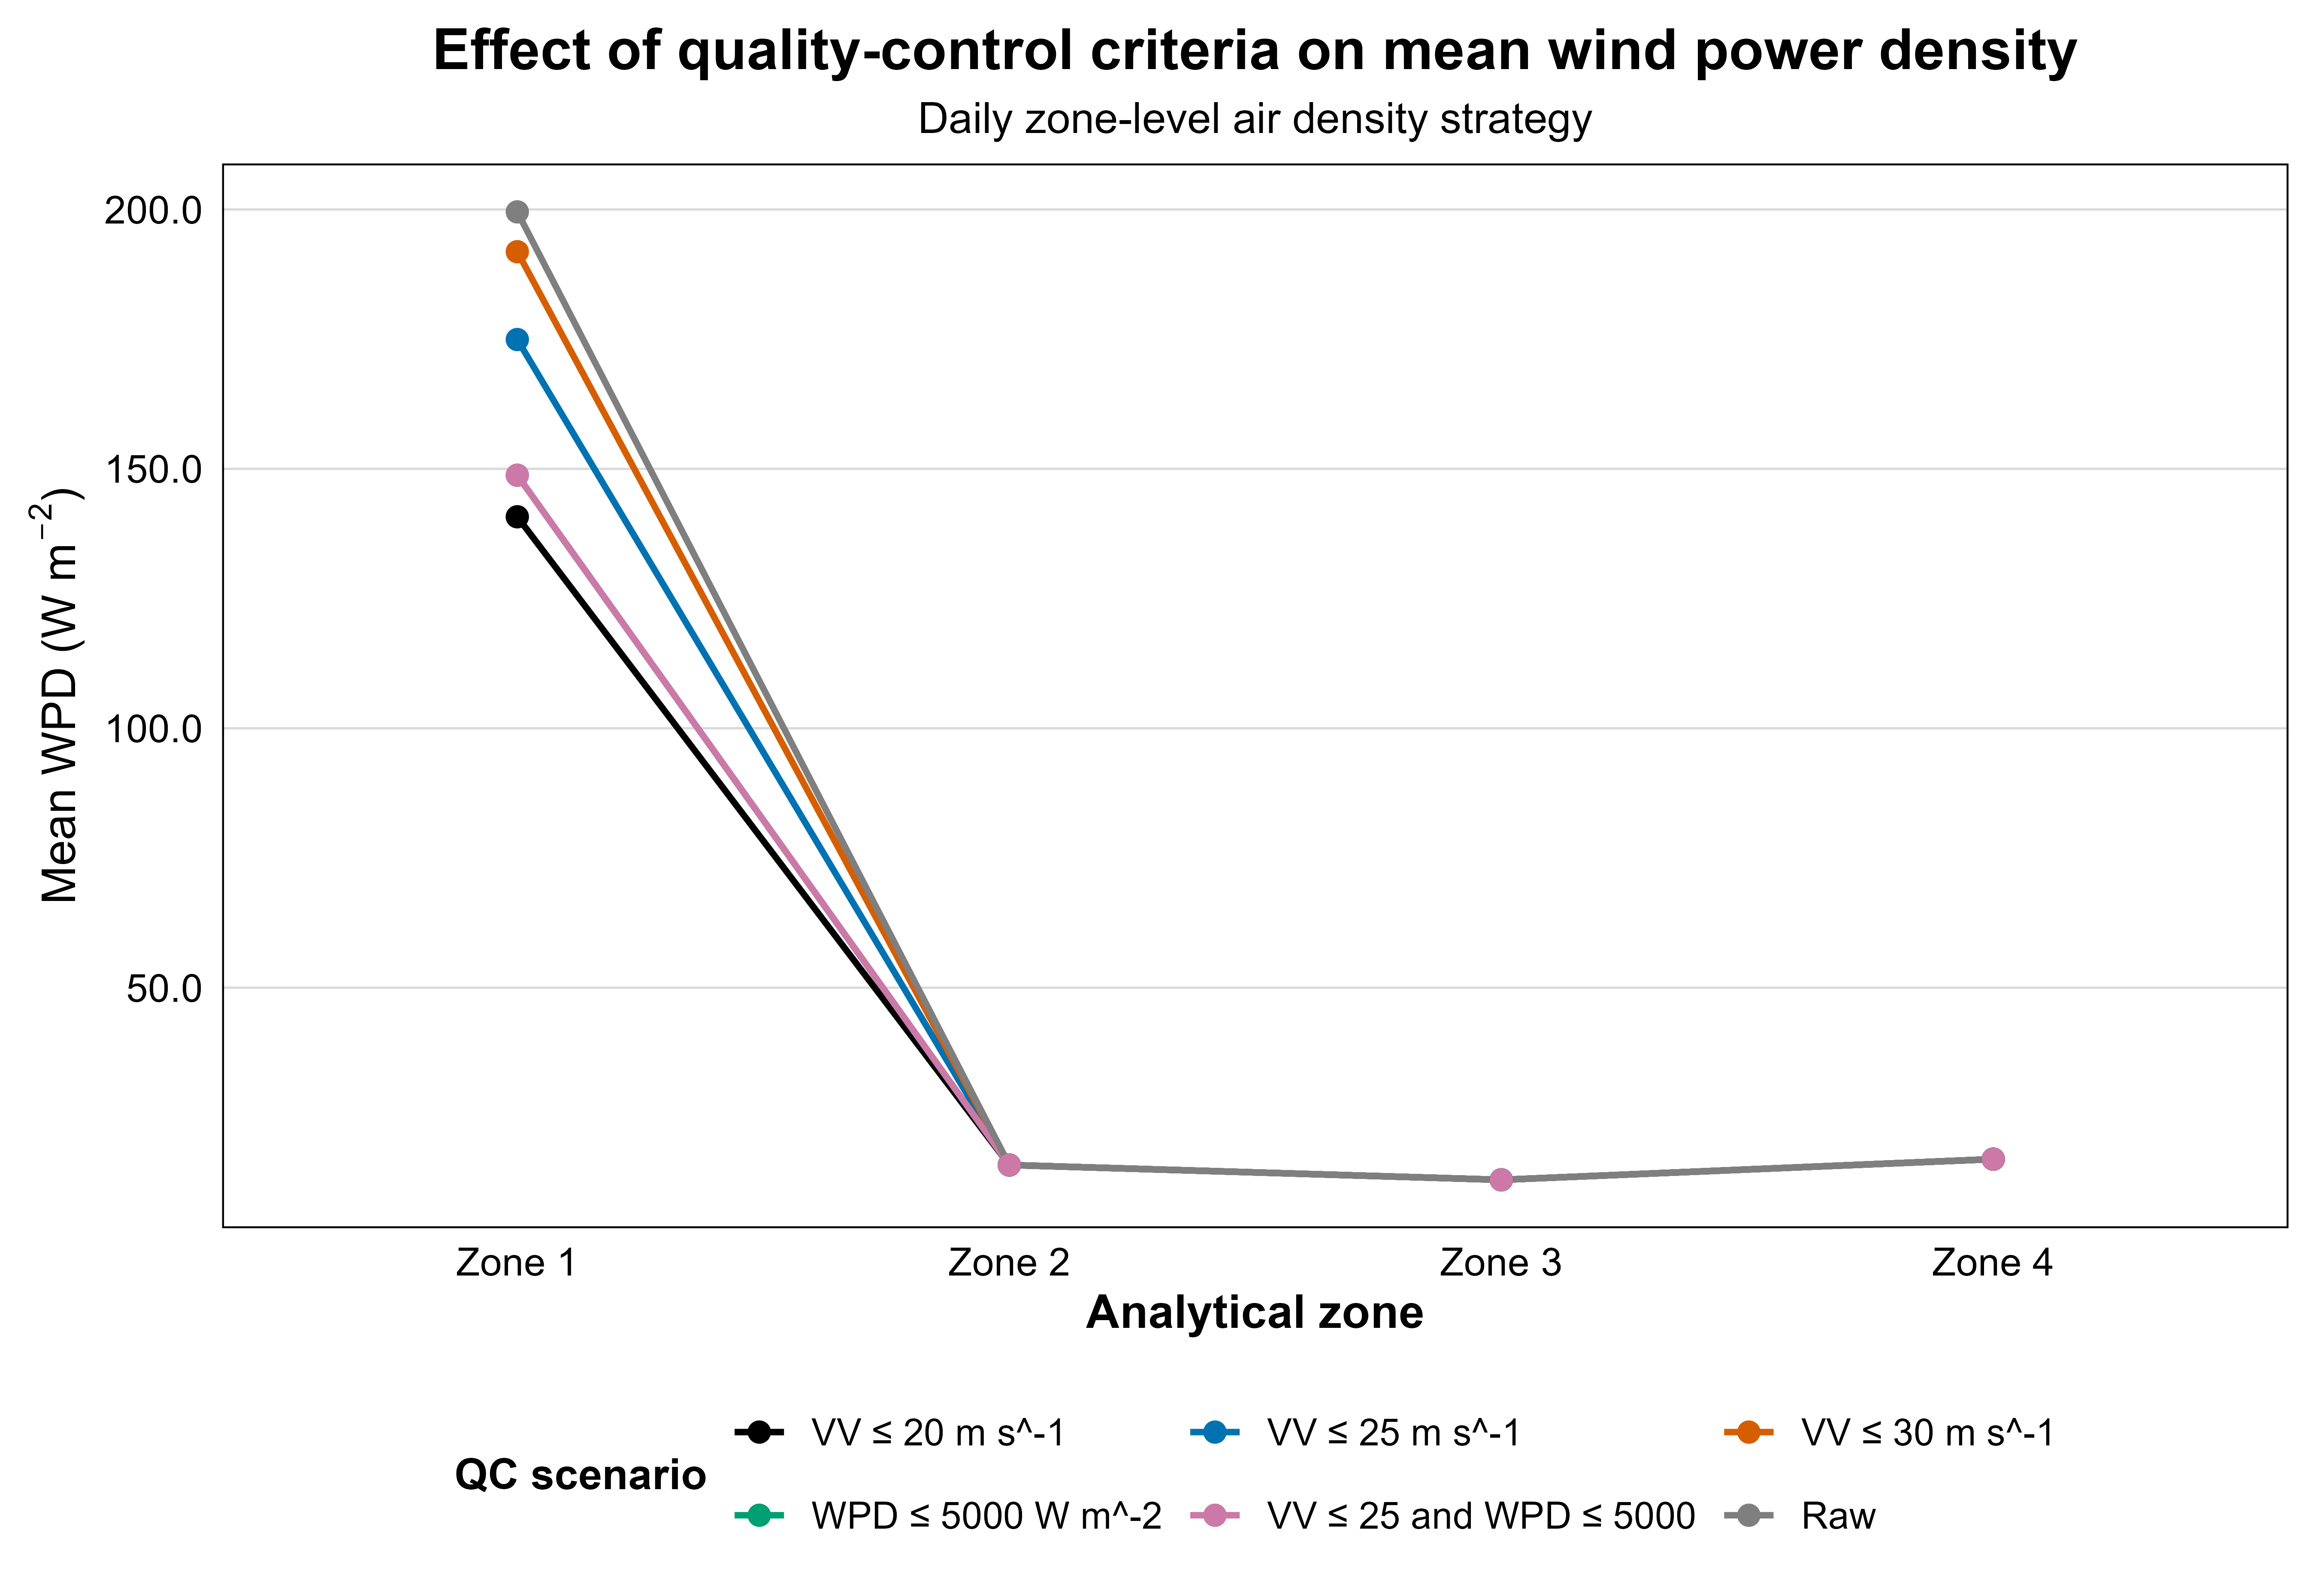 Effect of quality-control criteria on mean wind power density
Daily zone-level air density strategy
200.0
150.0
100.0
50.0
Mean WPD (W m⁻²)
Zone 1 Zone 2 Zone 3 Zone 4
Analytical zone
QC scenario
VV ≤ 20 m s^-1 VV ≤ 25 m s^-1 VV ≤ 30 m s^-1
WPD ≤ 5000 W m^-2 VV ≤ 25 and WPD ≤ 5000 Raw